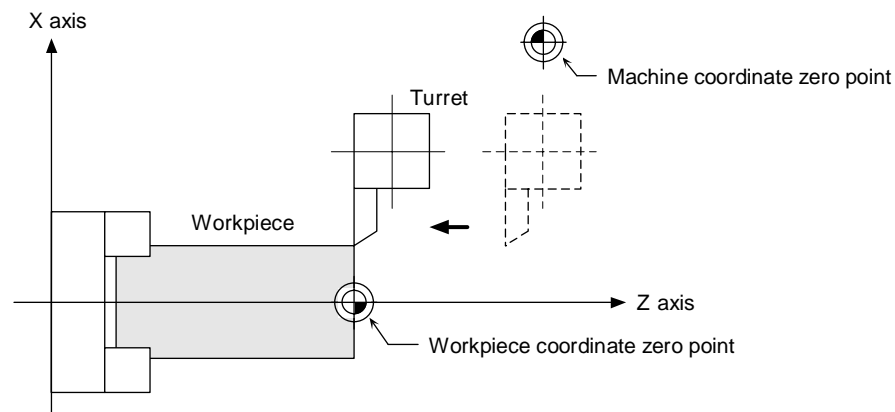 X axis
Machine coordinate zero point
Turret
Workpiece
Z axis
Workpiece coordinate zero point